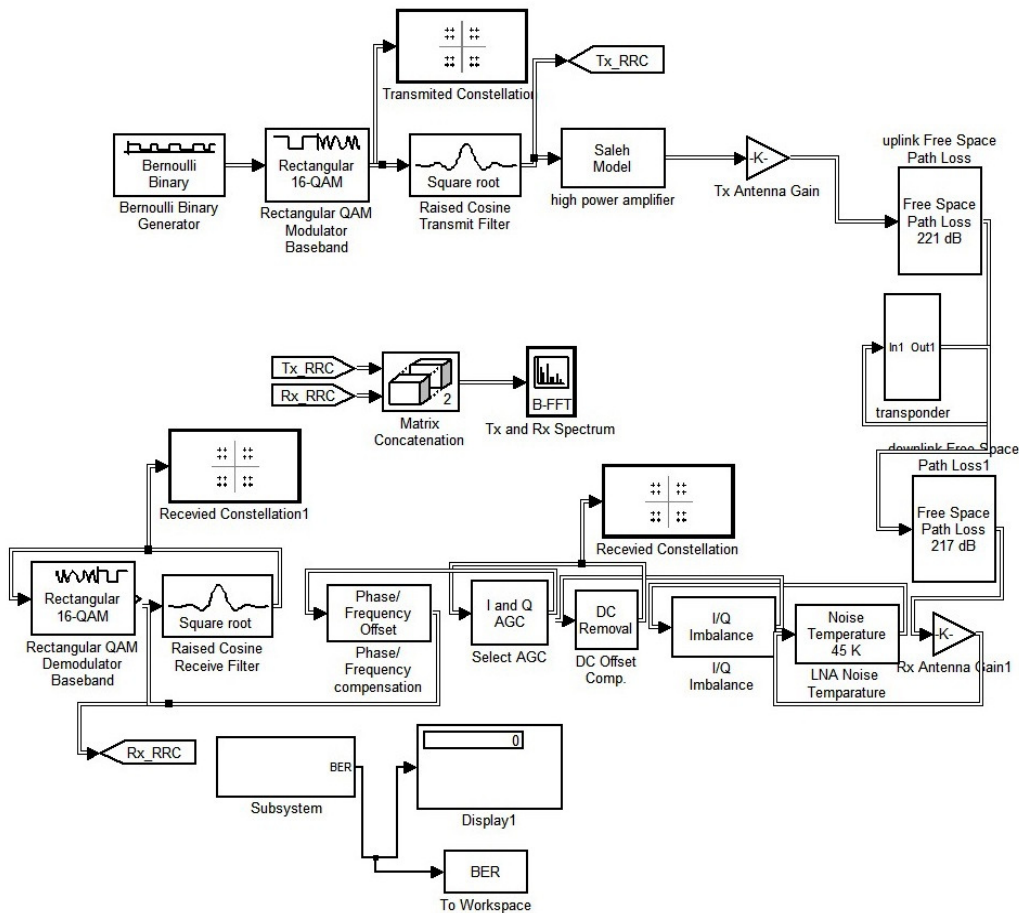 Transmited Constellation
Tx_RRC
Bernoulli
Binary
Bernoulli Binary
Generator
Rectangular
16-QAM
Rectangular QAM
Modulator
Baseband
Square root
Raised Cosine
Transmit Filter
Saleh
Model
high power amplifier
-K-
Tx Antenna Gain
uplink Free Space
Path Loss
Free Space
Path Loss
221 dB
In1 Out1
transponder
Tx_RRC
Rx_RRC
2
Matrix
Concatenation
B-FFT
Tx and Rx Spectrum
downlink Free Space
Path Loss1
Free Space
Path Loss
217 dB
Recevied Constellation1
Recevied Constellation
Rectangular
16-QAM
Rectangular QAM
Demodulator
Baseband
Square root
Raised Cosine
Receive Filter
Phase/
Frequency
Offset
Phase/
Frequency
compensation
I and Q
AGC
Select AGC
DC
Removal
DC Offset
Comp.
I/Q
Imbalance
I/Q
Imbalance
Noise
Temperature
45 K
LNA Noise
Temparature
-K-
Rx Antenna Gain1
Rx_RRC
BER
Subsystem
0
Display1
BER
To Workspace